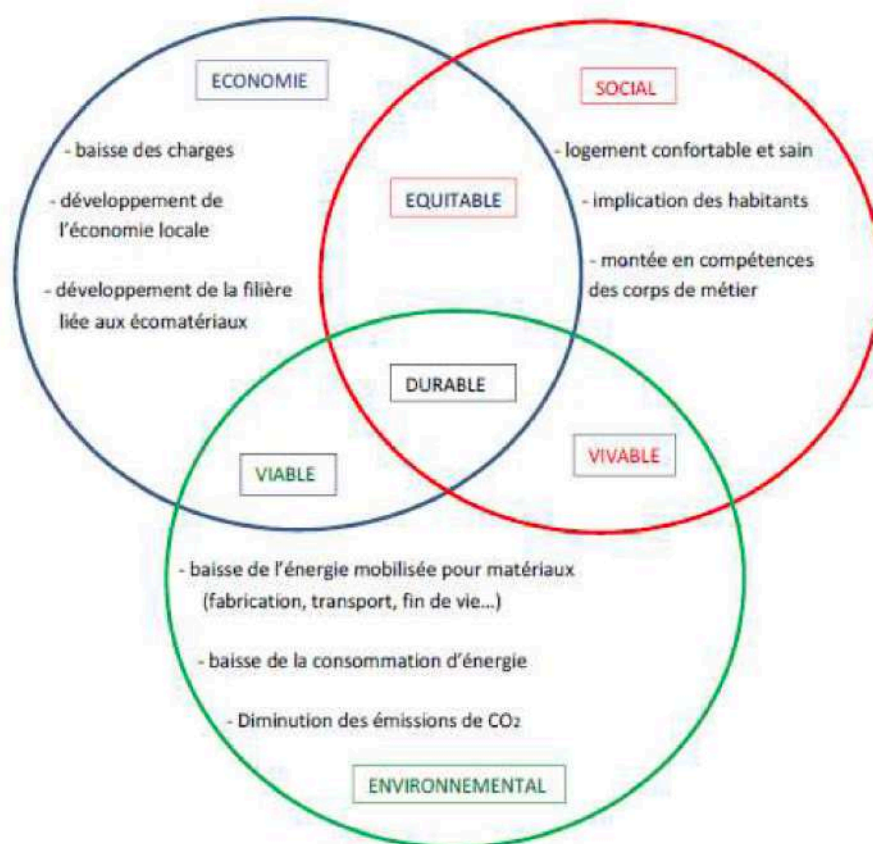 ECONOMIE
- baisse des charges
- développement de
l'économie locale
- développement de la filière
liée aux écomatériaux
EQUITABLE
SOCIAL
- logement confortable et sain
- implication des habitants
- montée en compétences
des corps de métier
DURABLE
VIABLE
VIVABLE
- baisse de l'énergie mobilisée pour matériaux
(fabrication, transport, fin de vie...)
- baisse de la consommation d'énergie
- Diminution des émissions de CO₂
ENVIRONNEMENTAL